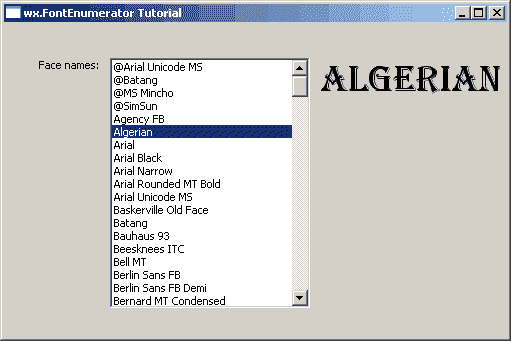 wx.FontEnumerator Tutorial
Face names:
@Arial Unicode MS
@Batang
@MS Mincho
@SimSun
Agency FB
Algerian
Arial
Arial Black
Arial Narrow
Arial Rounded MT Bold
Arial Unicode MS
Baskerville Old Face
Batang
Bauhaus 93
Beesknees ITC
Bell MT
Berlin Sans FB
Berlin Sans FB Demi
Bernard MT Condensed
ALGERIAN